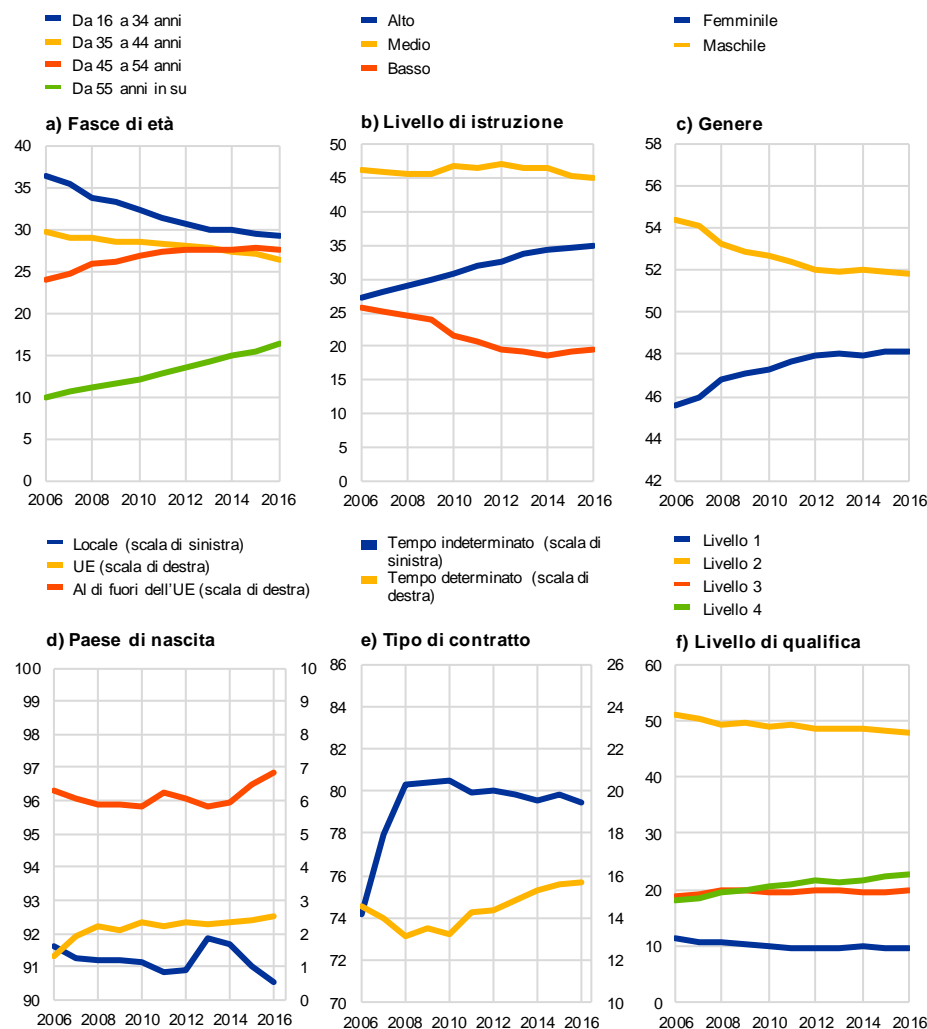 Da 16 a 34 anni
Da 35 a 44 anni
Da 45 a 54 anni
Da 55 anni in su
Alto
Medio
Basso
Femminile
Maschile
a) Fasce di età
b) Livello di istruzione
c) Genere
40
35
30
25
20
15
10
5
0
2006 2008 2010 2012 2014 2016
50
45
40
35
30
25
20
15
10
5
0
2006 2008 2010 2012 2014 2016
58
56
54
52
50
48
46
44
42
2006 2008 2010 2012 2014 2016
Locale (scala di sinistra)
UE (scala di destra)
Al di fuori dell'UE (scala di destra)
Tempo indeterminato (scala di
sinistra)
Tempo determinato (scala di
destra)
Livello 1
Livello 2
Livello 3
Livello 4
d) Paese di nascita
e) Tipo di contratto
f) Livello di qualifica
100
99
98
97
96
95
94
93
92
91
90
10
9
8
7
6
5
4
3
2
1
0
2006 2008 2010 2012 2014 2016
86
84
82
80
78
76
74
72
70
26
24
22
20
18
16
14
12
10
2006 2008 2010 2012 2014 2016
60
50
40
30
20
10
0
2006 2008 2010 2012 2014 2016